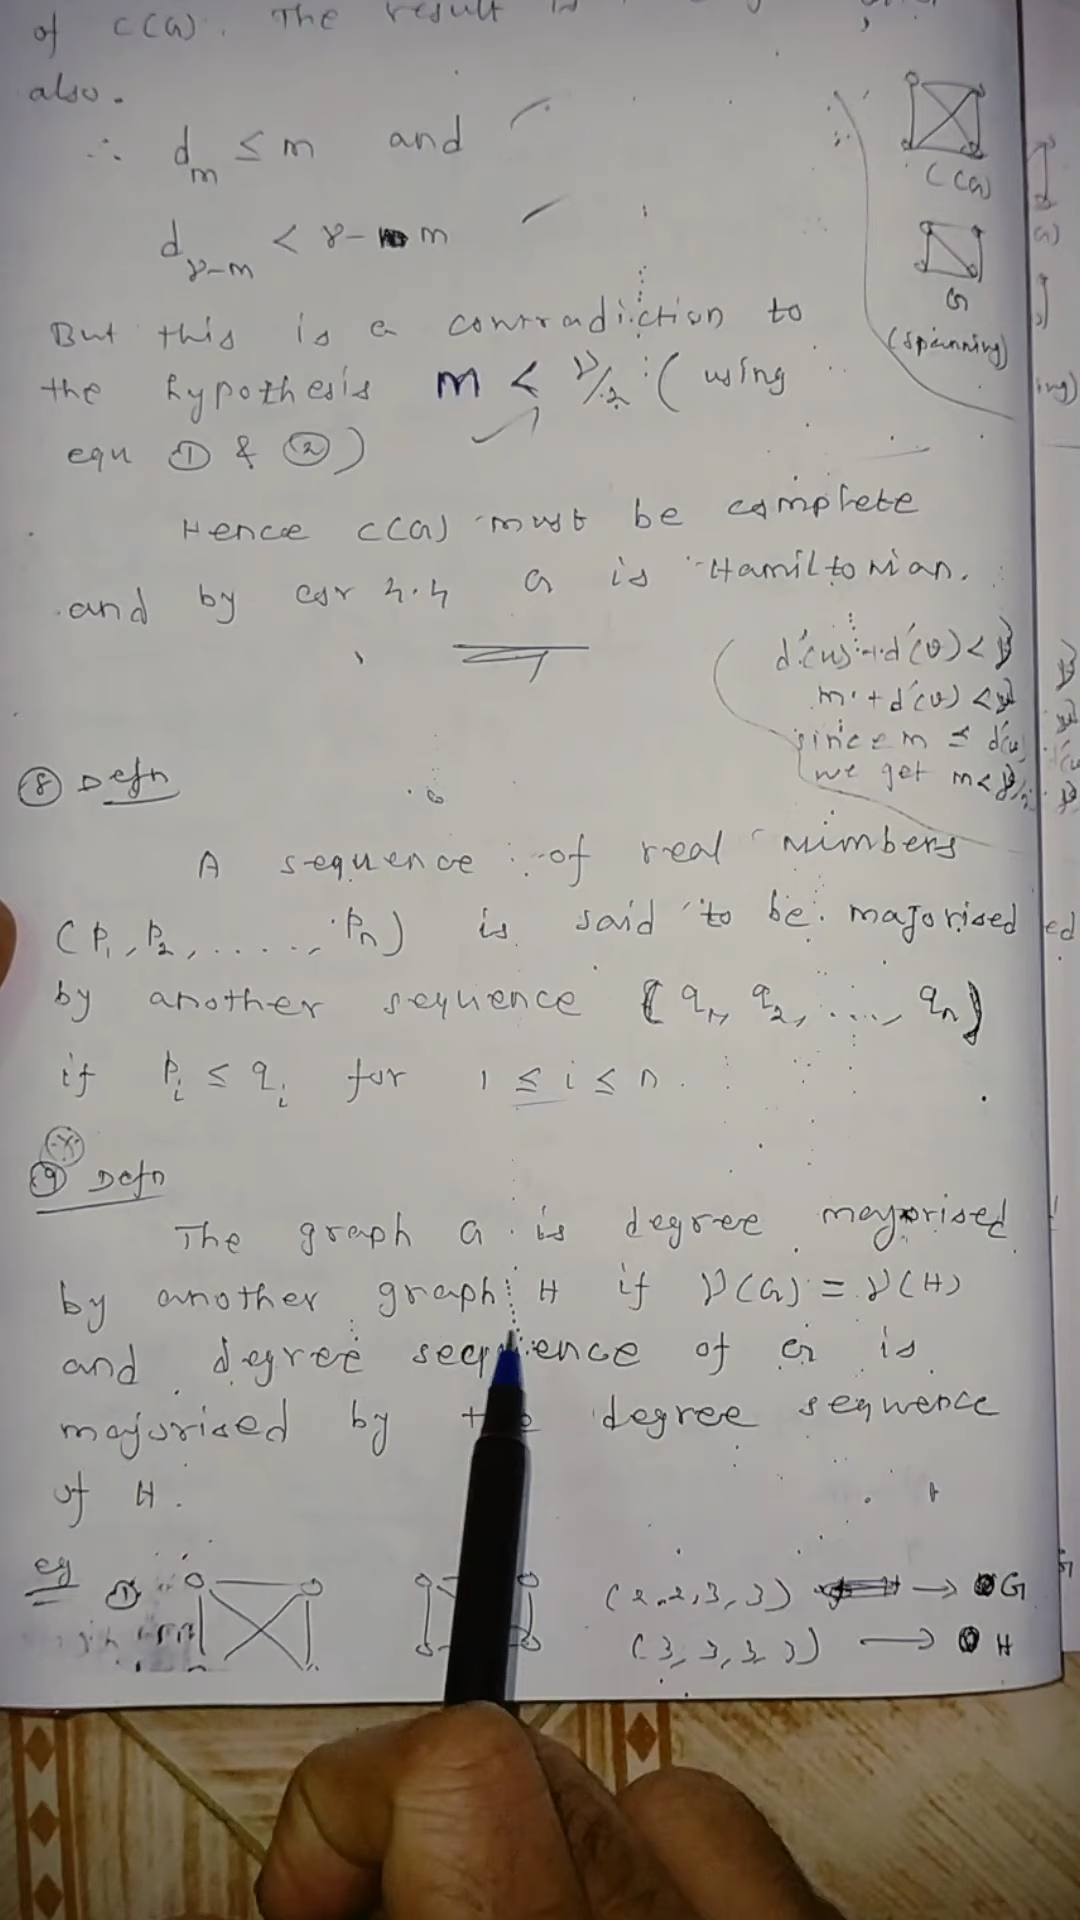 of C(G). The result is
also.
∴ d_m ≤ m and
d_{γ-m} < γ-m
C(G)
G
(spanning)
But this is a contradiction to
the hypothesis m < ν/2 (using
equ ① & ②)
Hence C(G) must be complete
and by cor 4.4 G is Hamiltonian.
d'(u)+d'(v) < ν
m + d'(v) < ν
since m ≤ d'(u)
we get m < ν/2
⑧ Defn
A sequence of real numbers
(p₁, p₂, ....., pₙ) is said to be majorised
by another sequence (q₁, q₂, ...., qₙ)
if pᵢ ≤ qᵢ for 1 ≤ i ≤ n.
⑨ Defn
The graph G is degree majorised
by another graph H if ν(G) = ν(H)
and degree sequence of G is
majorised by the degree sequence
of H.
eg ① (2,2,3,3) → G
(3,3,3,3) → H